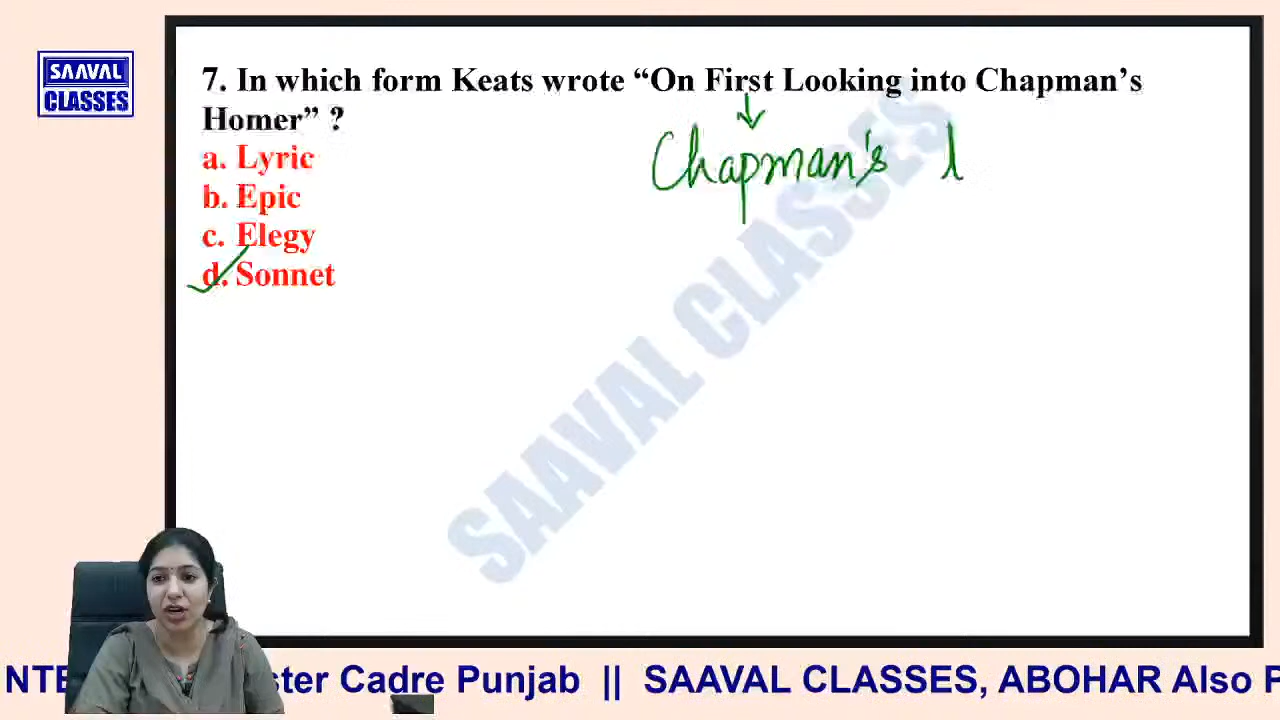 SAAVAL
CLASSES
7. In which form Keats wrote “On First Looking into Chapman’s
Homer” ?
Chapman's
a. Lyric
b. Epic
c. Elegy
d. Sonnet
SAAVAL CLASSES
ster Cadre Punjab || SAAVAL CLASSES, ABOHAR Also